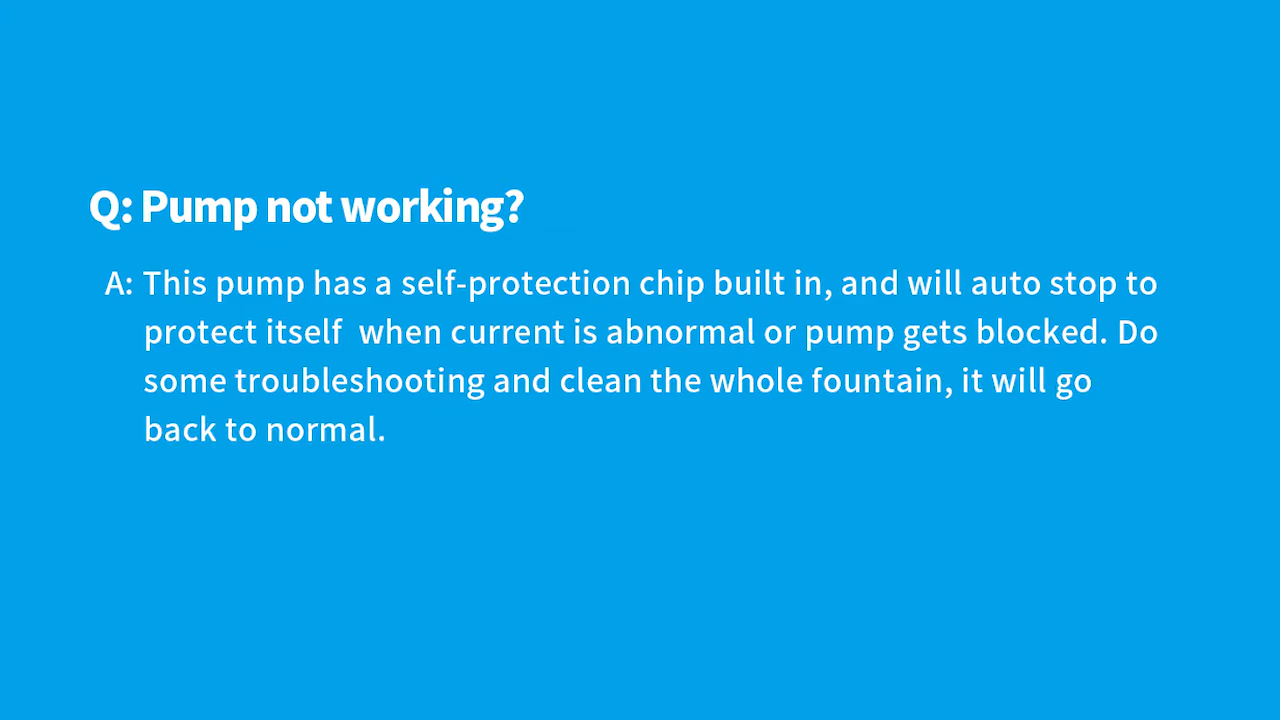 Q: Pump not working?
A: This pump has a self-protection chip built in, and will auto stop to
protect itself  when current is abnormal or pump gets blocked. Do
some troubleshooting and clean the whole fountain, it will go
back to normal.